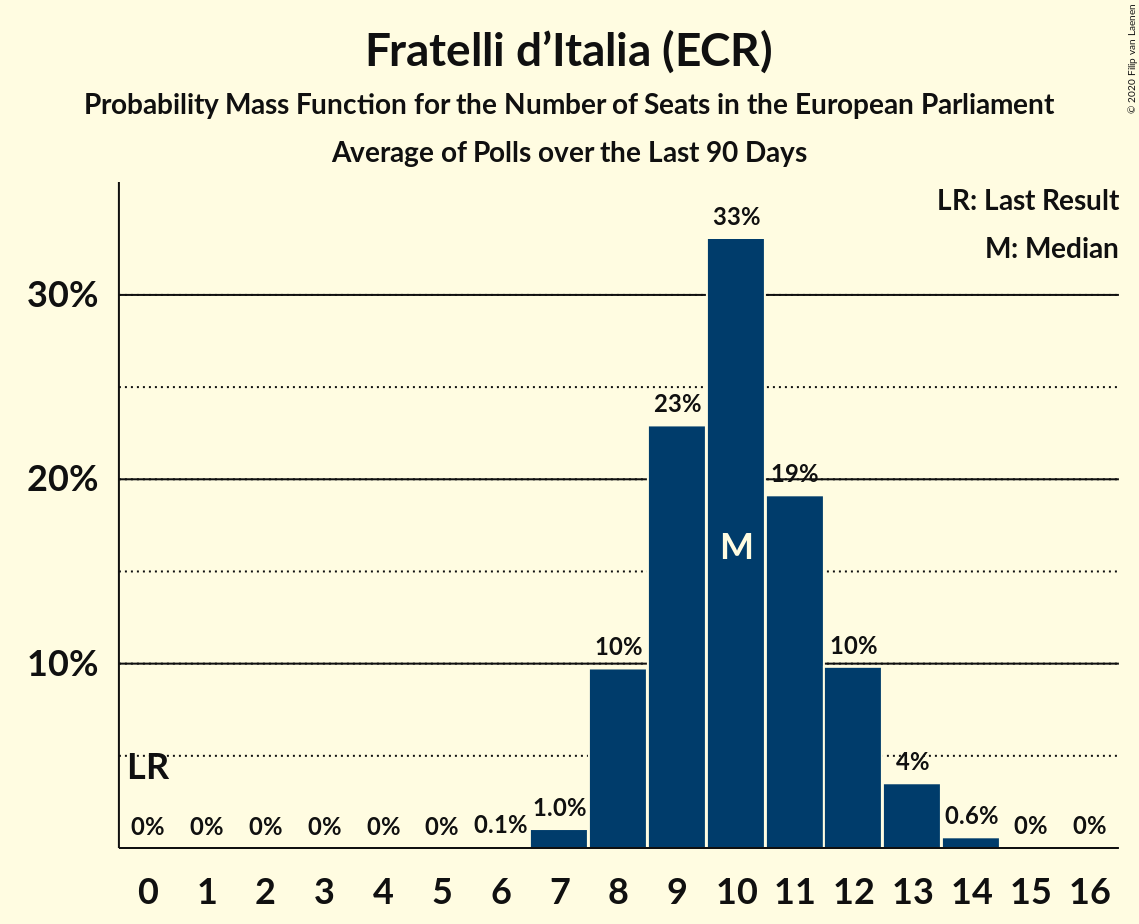 Fratelli d’Italia (ECR)
Probability Mass Function for the Number of Seats in the European Parliament
Average of Polls over the Last 90 Days
© 2020 Filip van Laenen
LR: Last Result
M: Median
33%
30%
23%
20%
19%
M
10%
10%
10%
LR
4%
1.0%
0.6%
0% 0% 0% 0% 0% 0% 0.1% 0% 0%
0 1 2 3 4 5 6 7 8 9 10 11 12 13 14 15 16